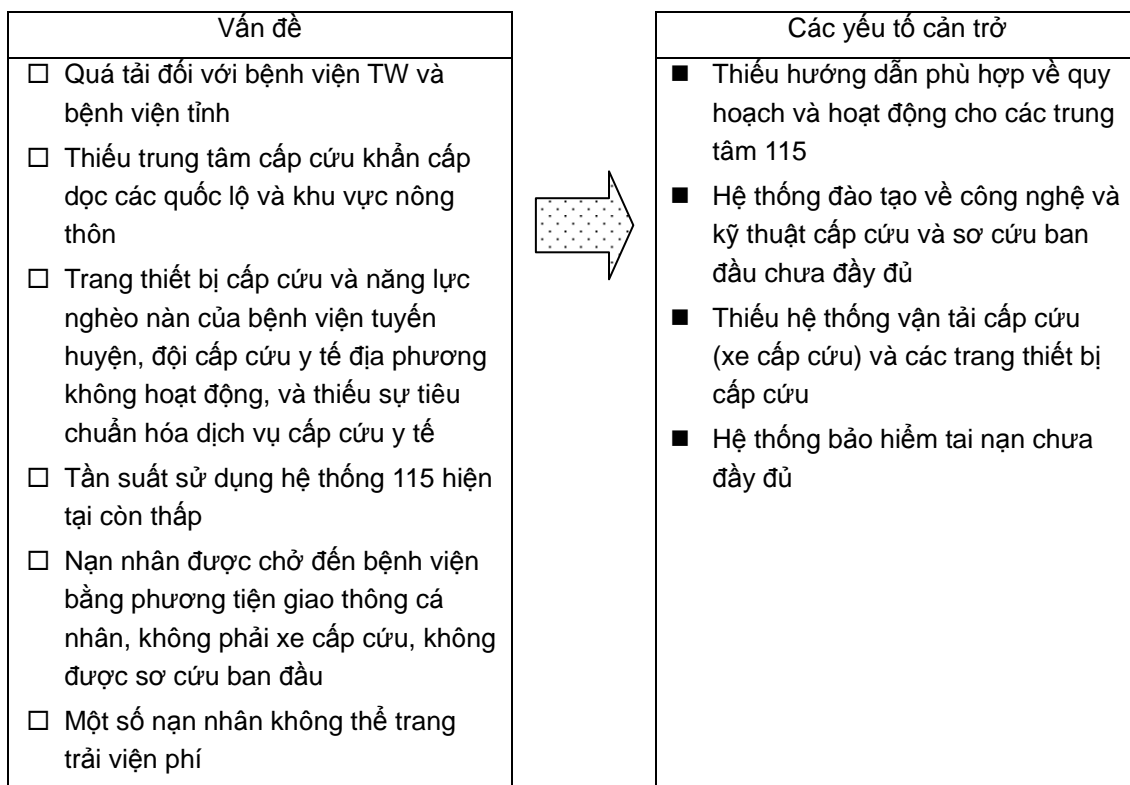 Vấn đề
□ Quá tải đối với bệnh viện TW và
bệnh viện tỉnh
□ Thiếu trung tâm cấp cứu khẩn cấp
dọc các quốc lộ và khu vực nông
thôn
□ Trang thiết bị cấp cứu và năng lực
nghèo nàn của bệnh viện tuyến
huyện, đội cấp cứu y tế địa phương
không hoạt động, và thiếu sự tiêu
chuẩn hóa dịch vụ cấp cứu y tế
□ Tần suất sử dụng hệ thống 115 hiện
tại còn thấp
□ Nạn nhân được chở đến bệnh viện
bằng phương tiện giao thông cá
nhân, không phải xe cấp cứu, không
được sơ cứu ban đầu
□ Một số nạn nhân không thể trang
trải viện phí
Các yếu tố cản trở
■ Thiếu hướng dẫn phù hợp về quy
hoạch và hoạt động cho các trung
tâm 115
■ Hệ thống đào tạo về công nghệ và
kỹ thuật cấp cứu và sơ cứu ban
đầu chưa đầy đủ
■ Thiếu hệ thống vận tải cấp cứu
(xe cấp cứu) và các trang thiết bị
cấp cứu
■ Hệ thống bảo hiểm tai nạn chưa
đầy đủ